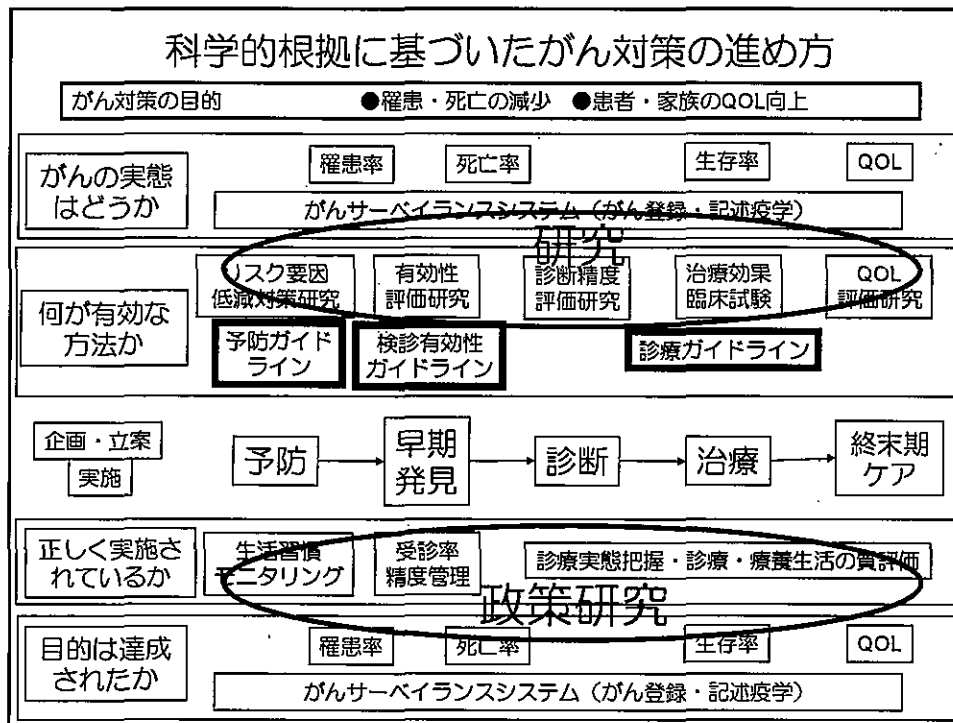 科学的根拠に基づいたがん対策の進め方
がん対策の目的 ●罹患・死亡の減少 ●患者・家族のQOL向上
がんの実態
はどうか
罹患率 死亡率 生存率 QOL
がんサーベイランスシステム（がん登録・記述疫学）
研究
何が有効な
方法か
リスク要因
低減対策研究
有効性
評価研究
診断精度
評価研究
治療効果
臨床試験
QOL
評価研究
予防ガイド
ライン
検診有効性
ガイドライン
診療ガイドライン
企画・立案
実施
予防
早期
発見
診断
治療
終末期
ケア
正しく実施さ
れているか
生活習慣
モニタリング
受診率
精度管理
診療実態把握・診療・療養生活の質評価
政策研究
目的は達成
されたか
罹患率 死亡率 生存率 QOL
がんサーベイランスシステム（がん登録・記述疫学）